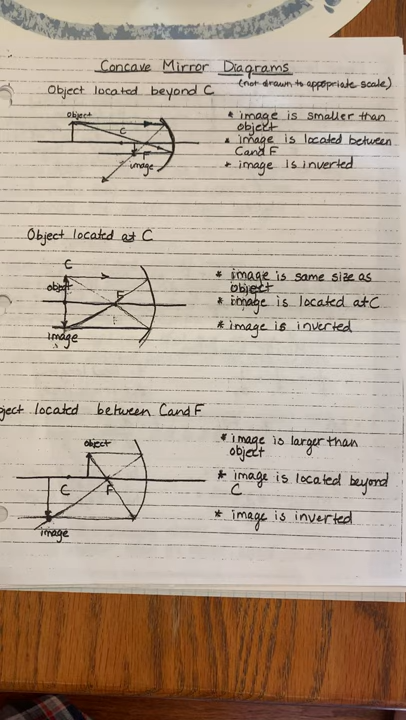 Concave Mirror Diagrams
(not drawn to appropriate scale)
Object located beyond C
object
C
F
image
* image is smaller than
object
* image is located between
C and F
* image is inverted
Object located at C
C
object
F
image
* image is same size as
object
* image is located at C
* image is inverted
ject located between C and F
object
C
F
image
* image is larger than
object
* image is located beyond
C
* image is inverted